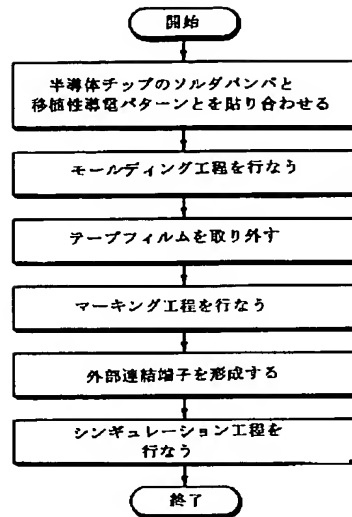 開始
半導体チップのソルダバンパと
移植性導電パターンとを貼り合わせる
モールディング工程を行なう
テープフィルムを取り外す
マーキング工程を行なう
外部連結端子を形成する
シンギュレーション工程を
行なう
終了